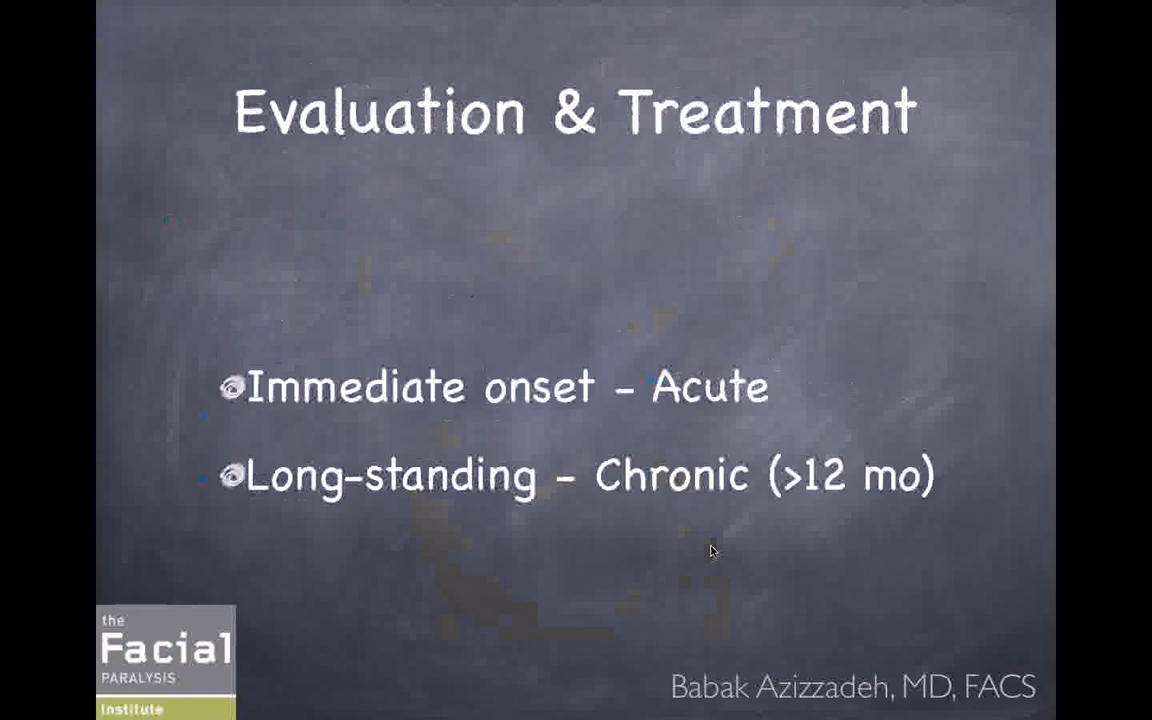 Evaluation & Treatment
Immediate onset - Acute
Long-standing - Chronic (>12 mo)
the
Facial
PARALYSIS
Institute
Babak Azizzadeh, MD, FACS